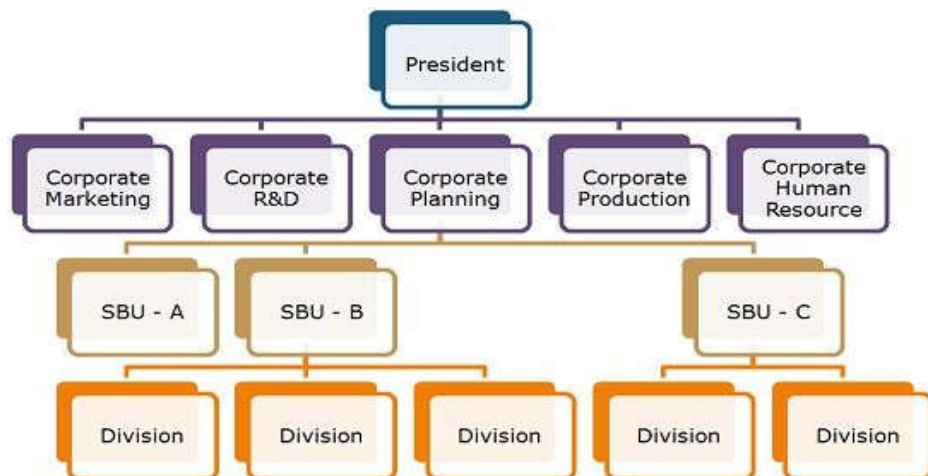 President
Corporate
Marketing
Corporate
R&D
Corporate
Planning
Corporate
Production
Corporate
Human
Resource
SBU - A
SBU - B
SBU - C
Division
Division
Division
Division
Division